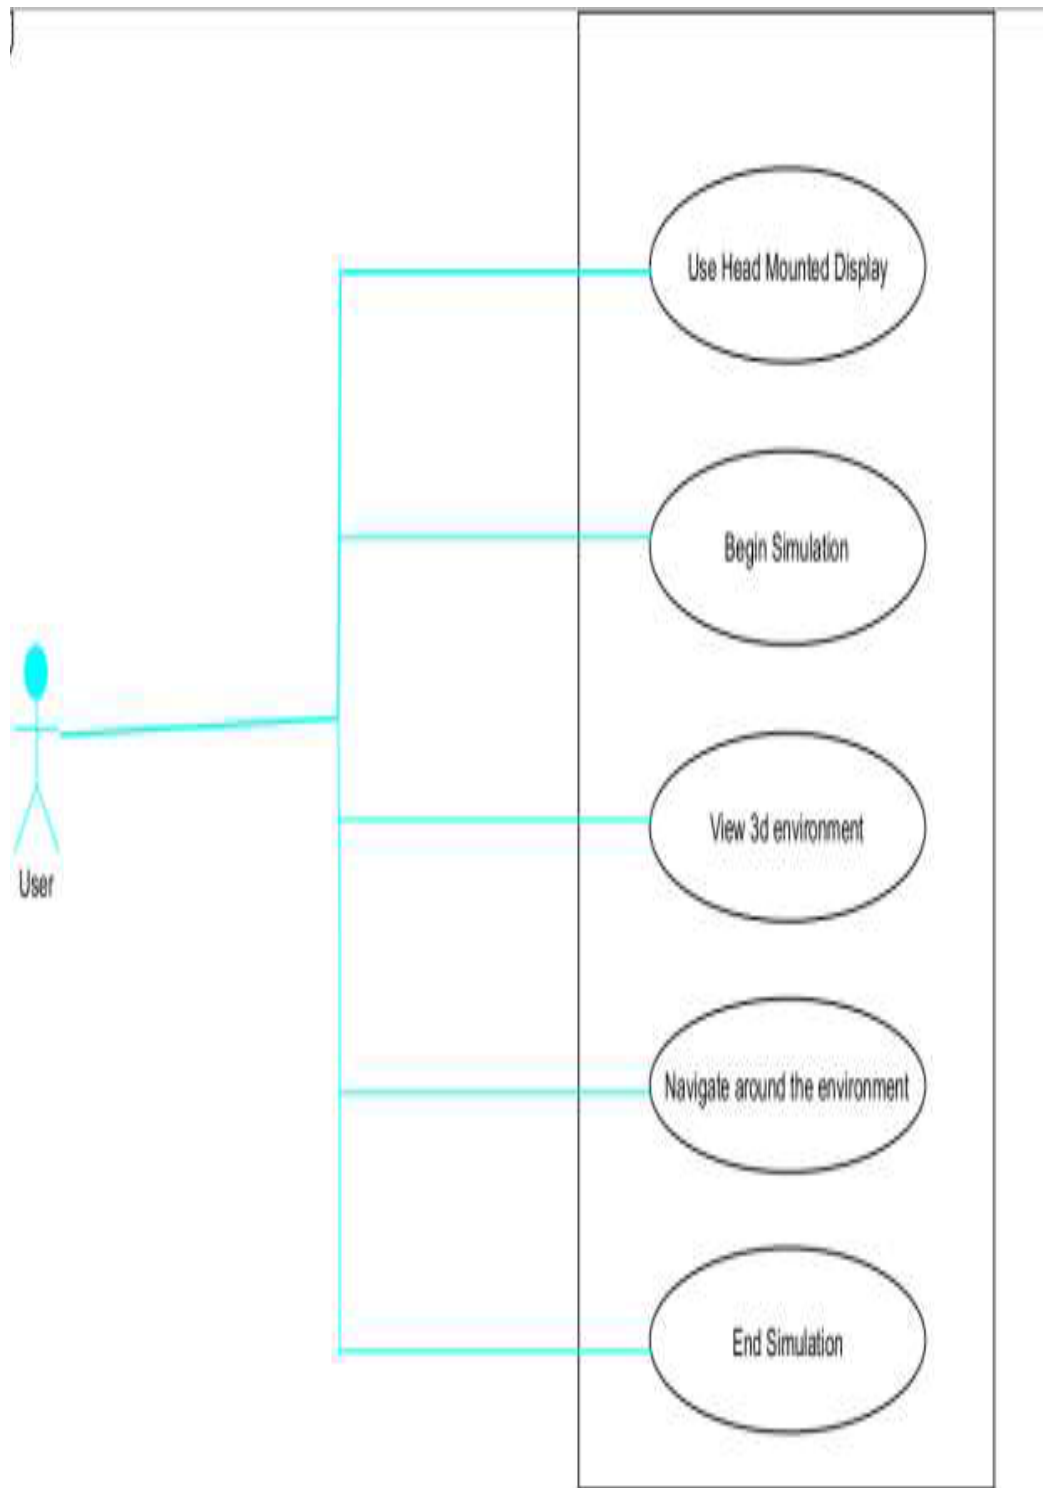 Use Head Mounted Display
Begin Simulation
View 3d environment
User
Navigate around the environment
End Simulation